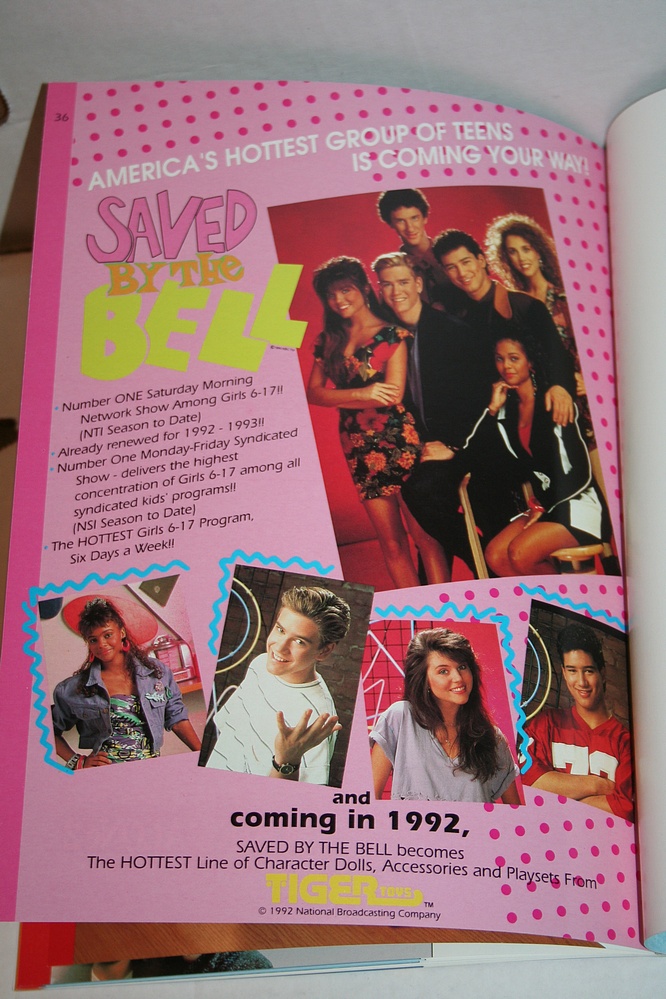 36
AMERICA'S HOTTEST GROUP OF TEENS
IS COMING YOUR WAY!
SAVED
BY THE
BELL
• Number ONE Saturday Morning
Network Show Among Girls 6-17!!
(NTI Season to Date)
• Already renewed for 1992 - 1993!!
• Number One Monday-Friday Syndicated
Show - delivers the highest
concentration of Girls 6-17 among all
syndicated kids' programs!!
(NSI Season to Date)
• The HOTTEST Girls 6-17 Program,
Six Days a Week!!
and
coming in 1992,
SAVED BY THE BELL becomes
The HOTTEST Line of Character Dolls, Accessories and Playsets From
TIGER TOYS™
© 1992 National Broadcasting Company